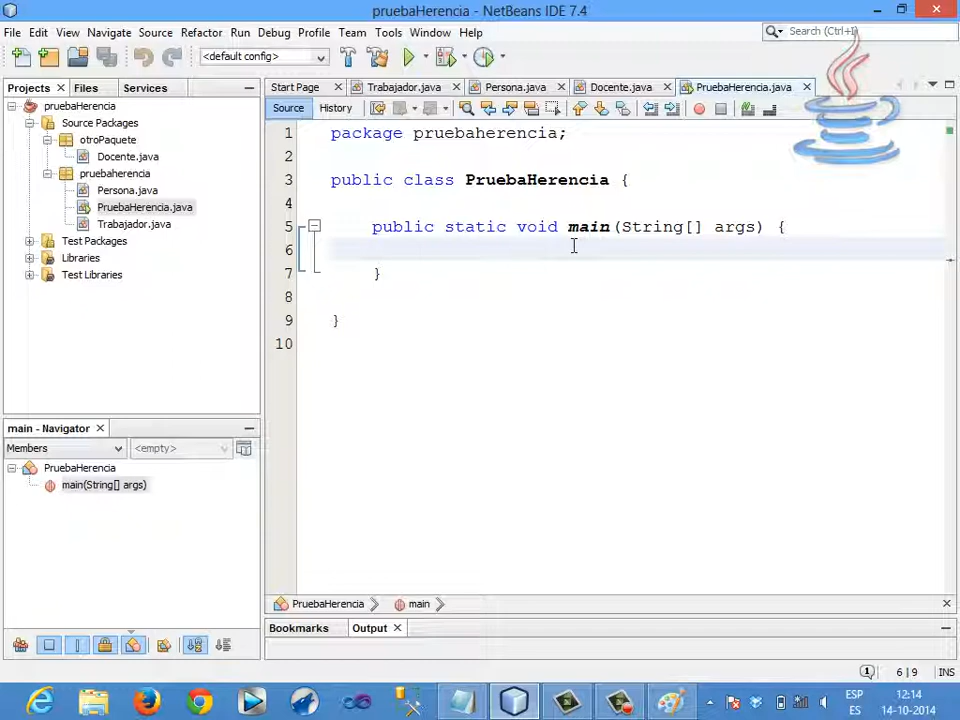 pruebaHerencia - NetBeans IDE 7.4
File Edit View Navigate Source Refactor Run Debug Profile Team Tools Window Help
Search (Ctrl+I)
<default config>
Projects Files Services
Start Page Trabajador.java Persona.java Docente.java PruebaHerencia.java
Source History
pruebaHerencia
Source Packages
otroPaquete
Docente.java
pruebaherencia
Persona.java
PruebaHerencia.java
Trabajador.java
Test Packages
Libraries
Test Libraries
1 package pruebaherencia;
2
3 public class PruebaHerencia {
4
5 public static void main(String[] args) {
6
7 }
8
9 }
10
main - Navigator
Members <empty>
PruebaHerencia
main(String[] args)
PruebaHerencia main
Bookmarks Output
1 6|9 INS
ESP 12:14
ES 14-10-2014